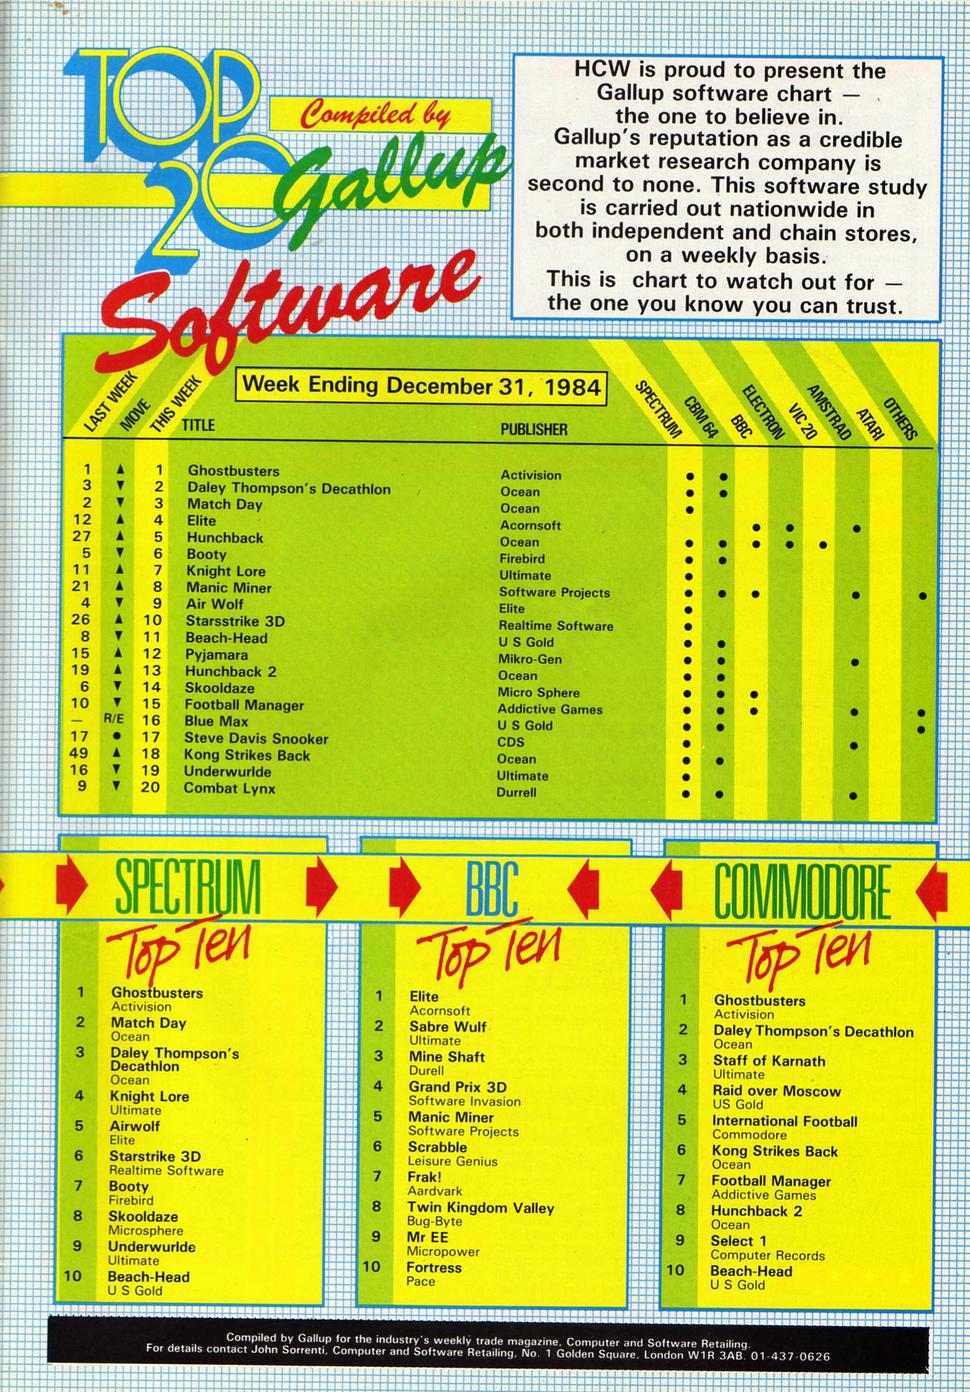 TOP
20
Compiled by
Gallup
Software
HCW is proud to present the
Gallup software chart —
the one to believe in.
Gallup's reputation as a credible
market research company is
second to none. This software study
is carried out nationwide in
both independent and chain stores,
on a weekly basis.
This is chart to watch out for —
the one you know you can trust.
Week Ending December 31, 1984
LAST WEEK MOVE THIS WEEK TITLE PUBLISHER SPECTRUM CBM 64 BBC ELECTRON VIC 20 AMSTRAD ATARI OTHERS
1 ▲ 1 Ghostbusters Activision ● ●
3 ▼ 2 Daley Thompson's Decathlon Ocean ● ●
2 ▼ 3 Match Day Ocean ●
12 ▲ 4 Elite Acornsoft ● ● ●
27 ▲ 5 Hunchback Ocean ● ● ● ● ●
5 ▼ 6 Booty Firebird ● ●
11 ▲ 7 Knight Lore Ultimate ●
21 ▲ 8 Manic Miner Software Projects ● ● ● ● ●
4 ▼ 9 Air Wolf Elite ●
26 ▲ 10 Starsstrike 3D Realtime Software ●
8 ▼ 11 Beach-Head U S Gold ● ●
15 ▲ 12 Pyjamara Mikro-Gen ● ● ●
19 ▲ 13 Hunchback 2 Ocean ● ●
6 ▼ 14 Skooldaze Micro Sphere ● ● ●
10 ▼ 15 Football Manager Addictive Games ● ● ● ● ●
— R/E 16 Blue Max U S Gold ● ● ●
17 ● 17 Steve Davis Snooker CDS ● ●
49 ▲ 18 Kong Strikes Back Ocean ● ●
16 ▼ 19 Underwurlde Ultimate ●
9 ▼ 20 Combat Lynx Durrell ● ● ●
SPECTRUM
Top Ten
1 Ghostbusters
Activision
2 Match Day
Ocean
3 Daley Thompson's
Decathlon
Ocean
4 Knight Lore
Ultimate
5 Airwolf
Elite
6 Starstrike 3D
Realtime Software
7 Booty
Firebird
8 Skooldaze
Microsphere
9 Underwurlde
Ultimate
10 Beach-Head
U S Gold
BBC
Top Ten
1 Elite
Acornsoft
2 Sabre Wulf
Ultimate
3 Mine Shaft
Durell
4 Grand Prix 3D
Software Invasion
5 Manic Miner
Software Projects
6 Scrabble
Leisure Genius
7 Frak!
Aardvark
8 Twin Kingdom Valley
Bug-Byte
9 Mr EE
Micropower
10 Fortress
Pace
COMMODORE
Top Ten
1 Ghostbusters
Activision
2 Daley Thompson's Decathlon
Ocean
3 Staff of Karnath
Ultimate
4 Raid over Moscow
US Gold
5 International Football
Commodore
6 Kong Strikes Back
Ocean
7 Football Manager
Addictive Games
8 Hunchback 2
Ocean
9 Select 1
Computer Records
10 Beach-Head
U S Gold
Compiled by Gallup for the industry's weekly trade magazine, Computer and Software Retailing.
For details contact John Sorrenti, Computer and Software Retailing, No. 1 Golden Square, London W1R 3AB. 01-437-0626